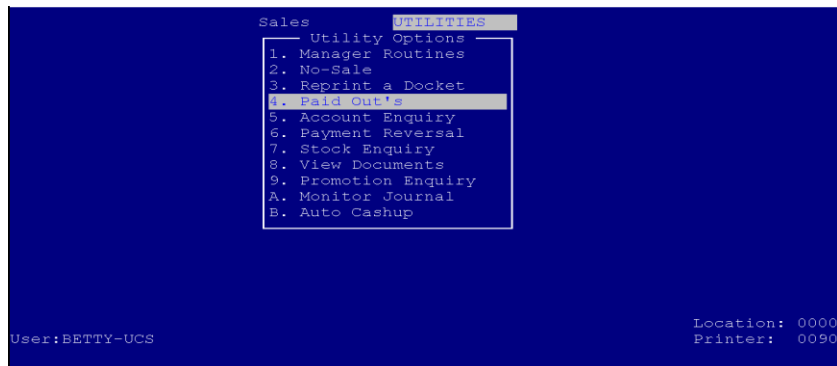 Sales UTILITIES
Utility Options
1. Manager Routines
2. No-Sale
3. Reprint a Docket
4. Paid Out's
5. Account Enquiry
6. Payment Reversal
7. Stock Enquiry
8. View Documents
9. Promotion Enquiry
A. Monitor Journal
B. Auto Cashup
Location: 0000
User:BETTY-UCS Printer: 0090